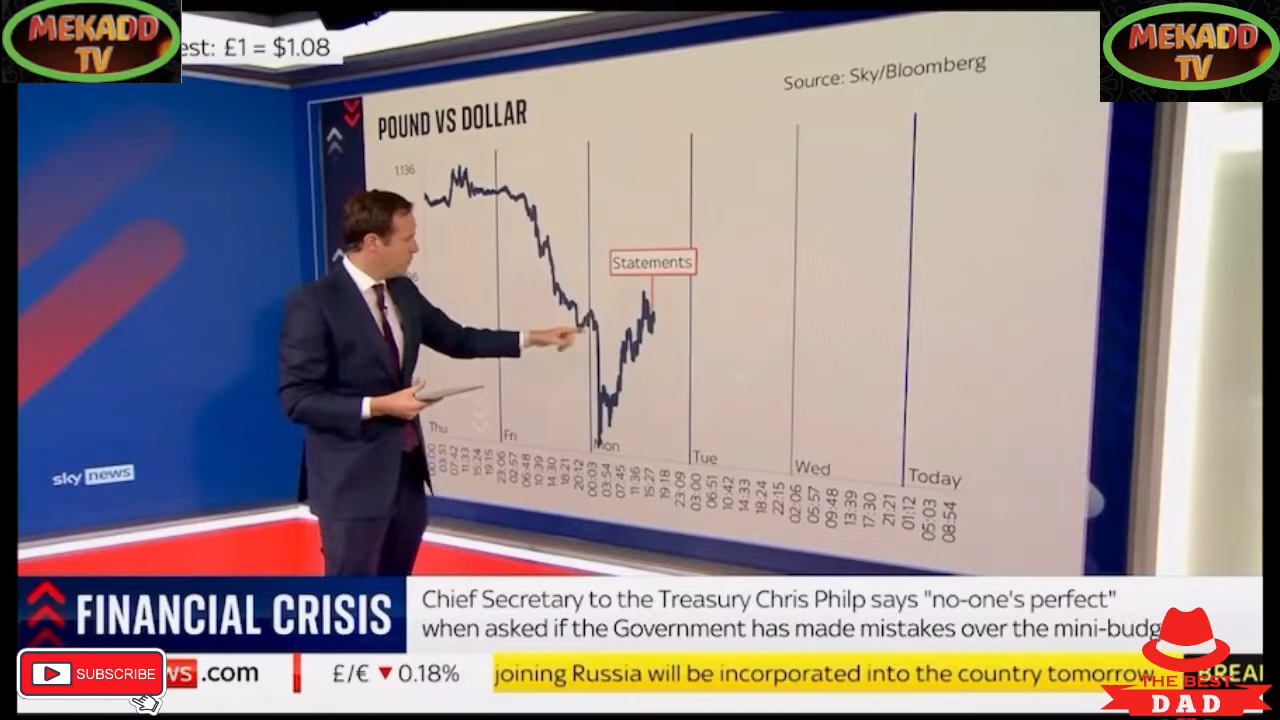 MEKADD
TV
est: £1 = $1.08
MEKADD
TV
Source: Sky/Bloomberg
POUND VS DOLLAR
1.136
Statements
Thu
Fri
Mon
Tue
Wed
Today
00:00 03:51 07:42 11:33 15:24 19:15 23:06 02:57 06:48 10:39 14:30 18:21 20:12 00:03 03:54 07:45 11:36 15:27 19:18 23:09 03:00 06:51 10:42 14:33 18:24 22:15 02:06 05:57 09:48 13:39 17:30 21:21 01:12 05:03 08:54
sky news
FINANCIAL CRISIS
Chief Secretary to the Treasury Chris Philp says "no-one's perfect"
when asked if the Government has made mistakes over the mini-budg
SUBSCRIBE
ws.com
£/€ ▼ 0.18%
joining Russia will be incorporated into the country tomorrow
BREA
THE BEST
DAD